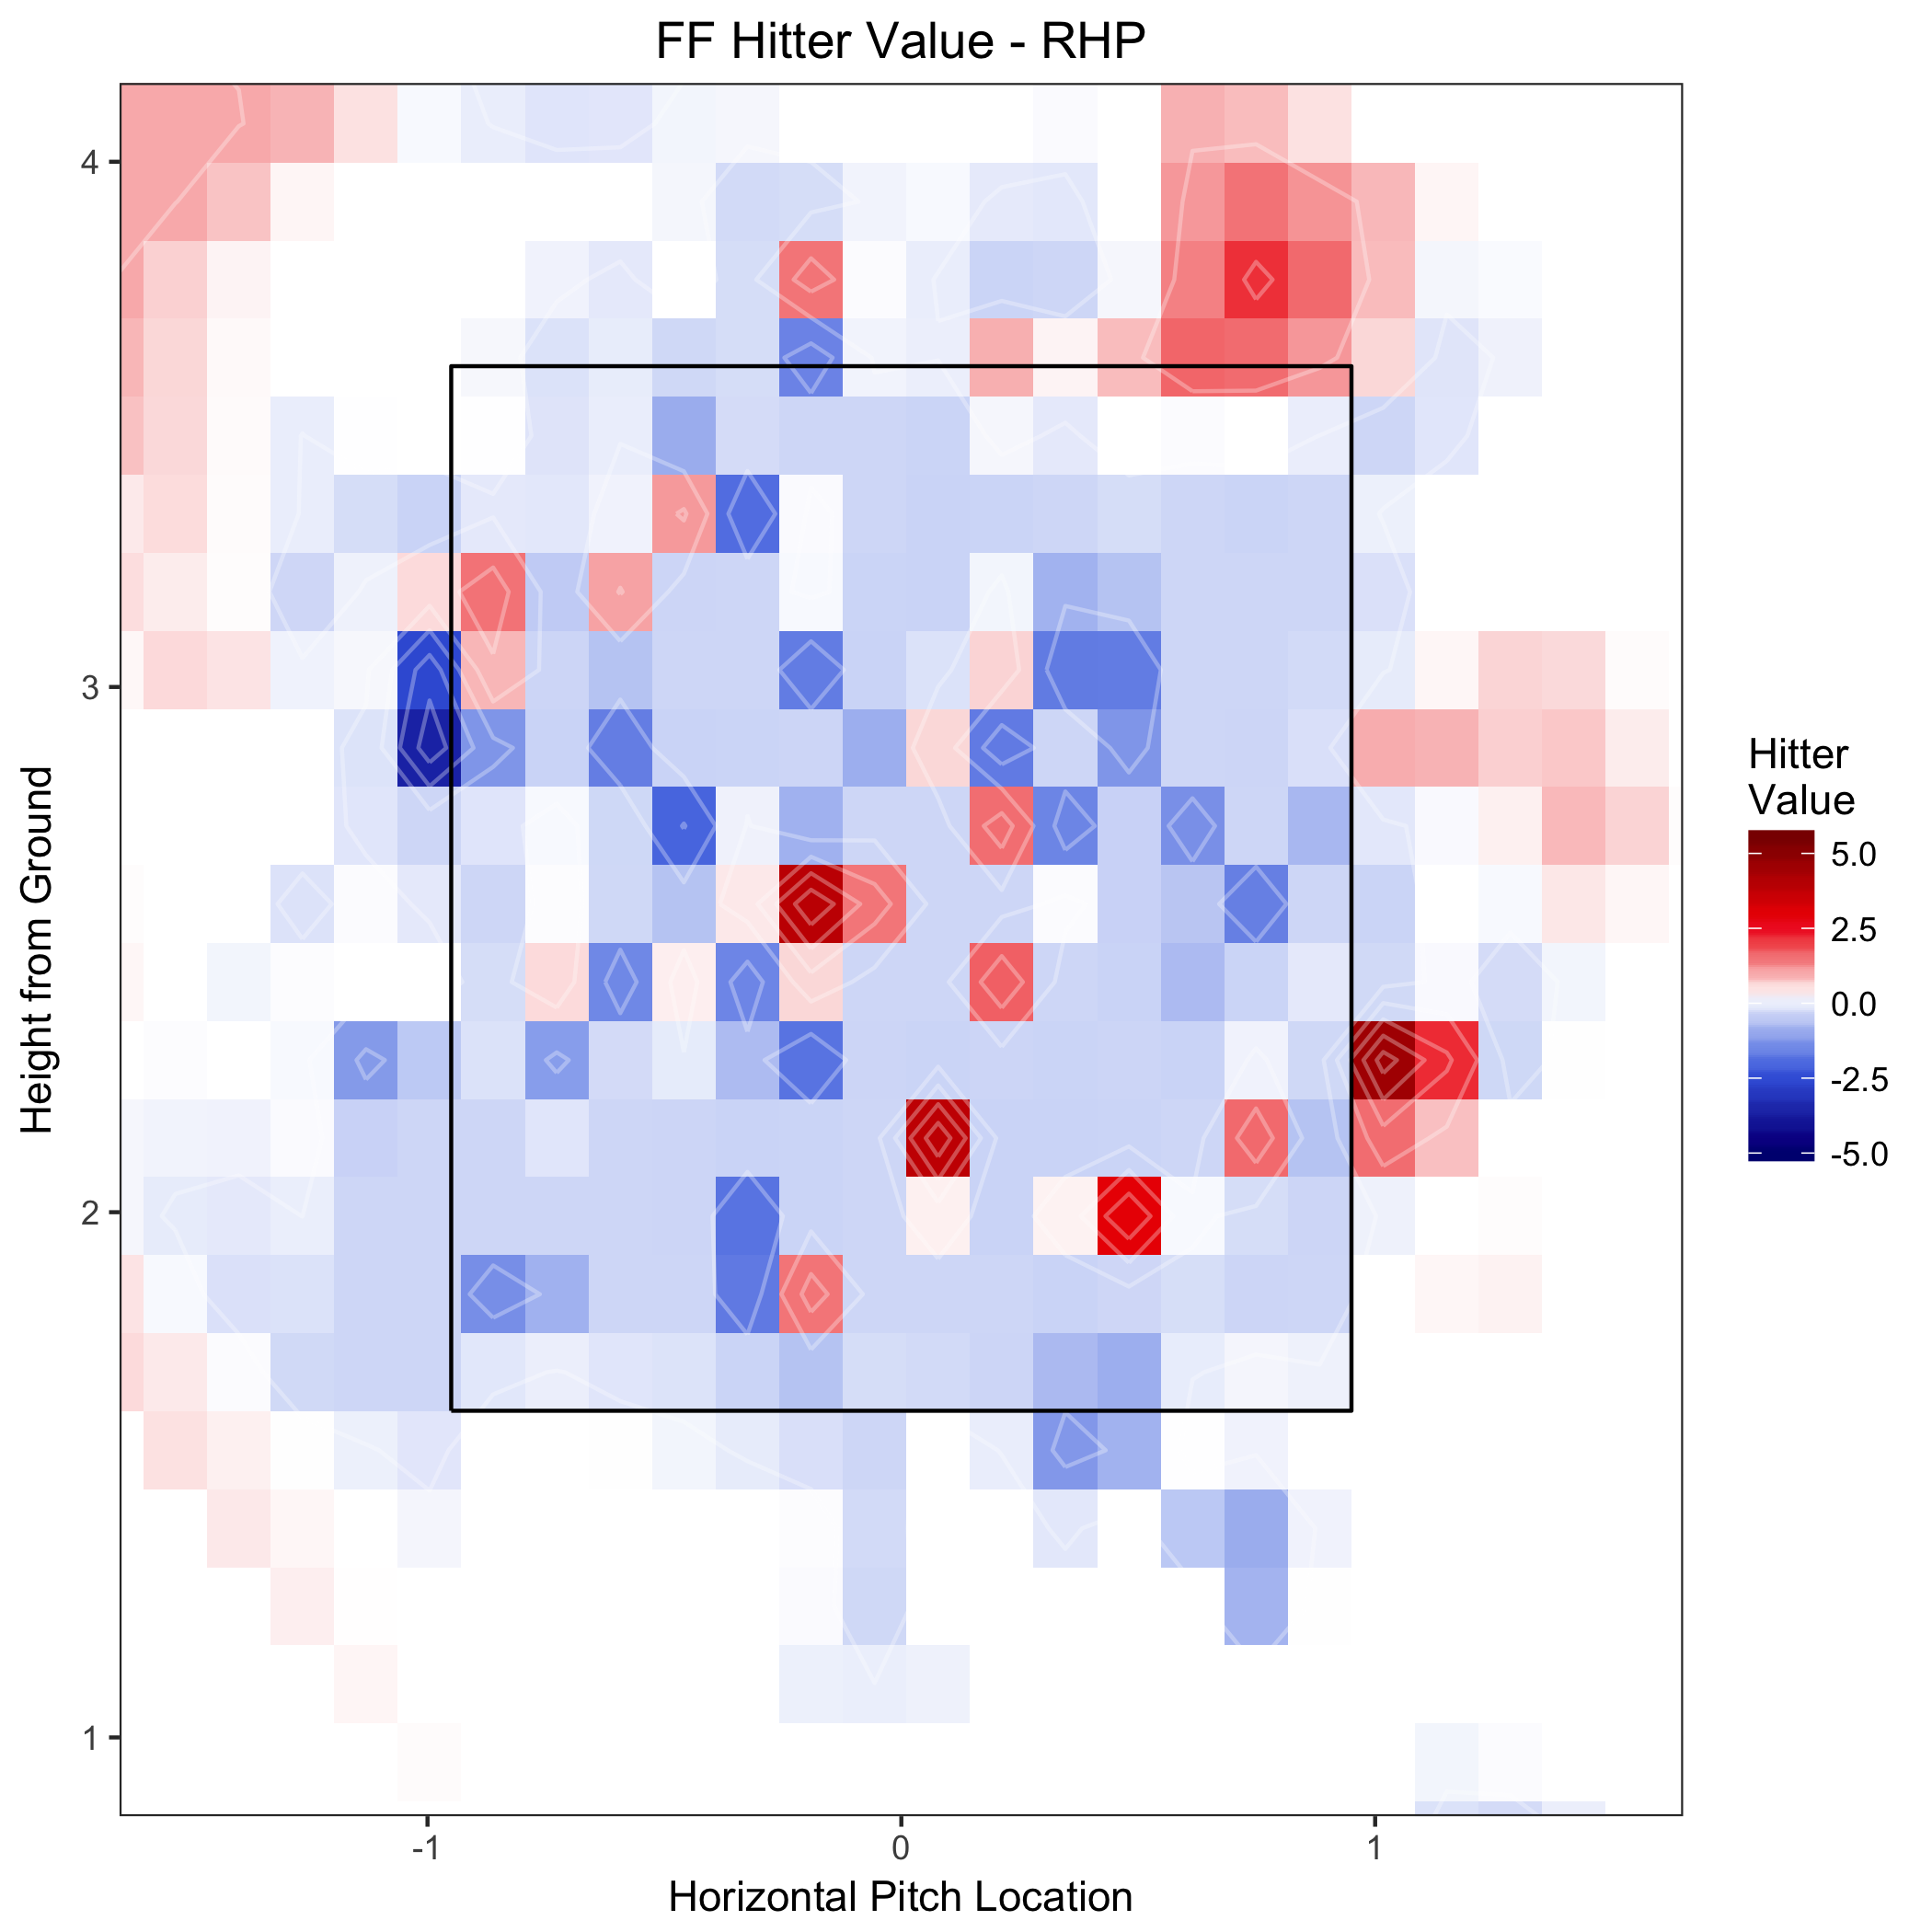 FF Hitter Value - RHP
Height from Ground
4
3
2
1
-1
0
1
Horizontal Pitch Location
Hitter
Value
5.0
2.5
0.0
-2.5
-5.0